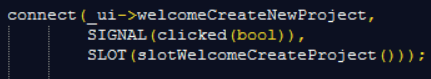 connect(_ui->welcomeCreateNewProject,
SIGNAL(clicked(bool)),
SLOT(slotWelcomeCreateProject()));